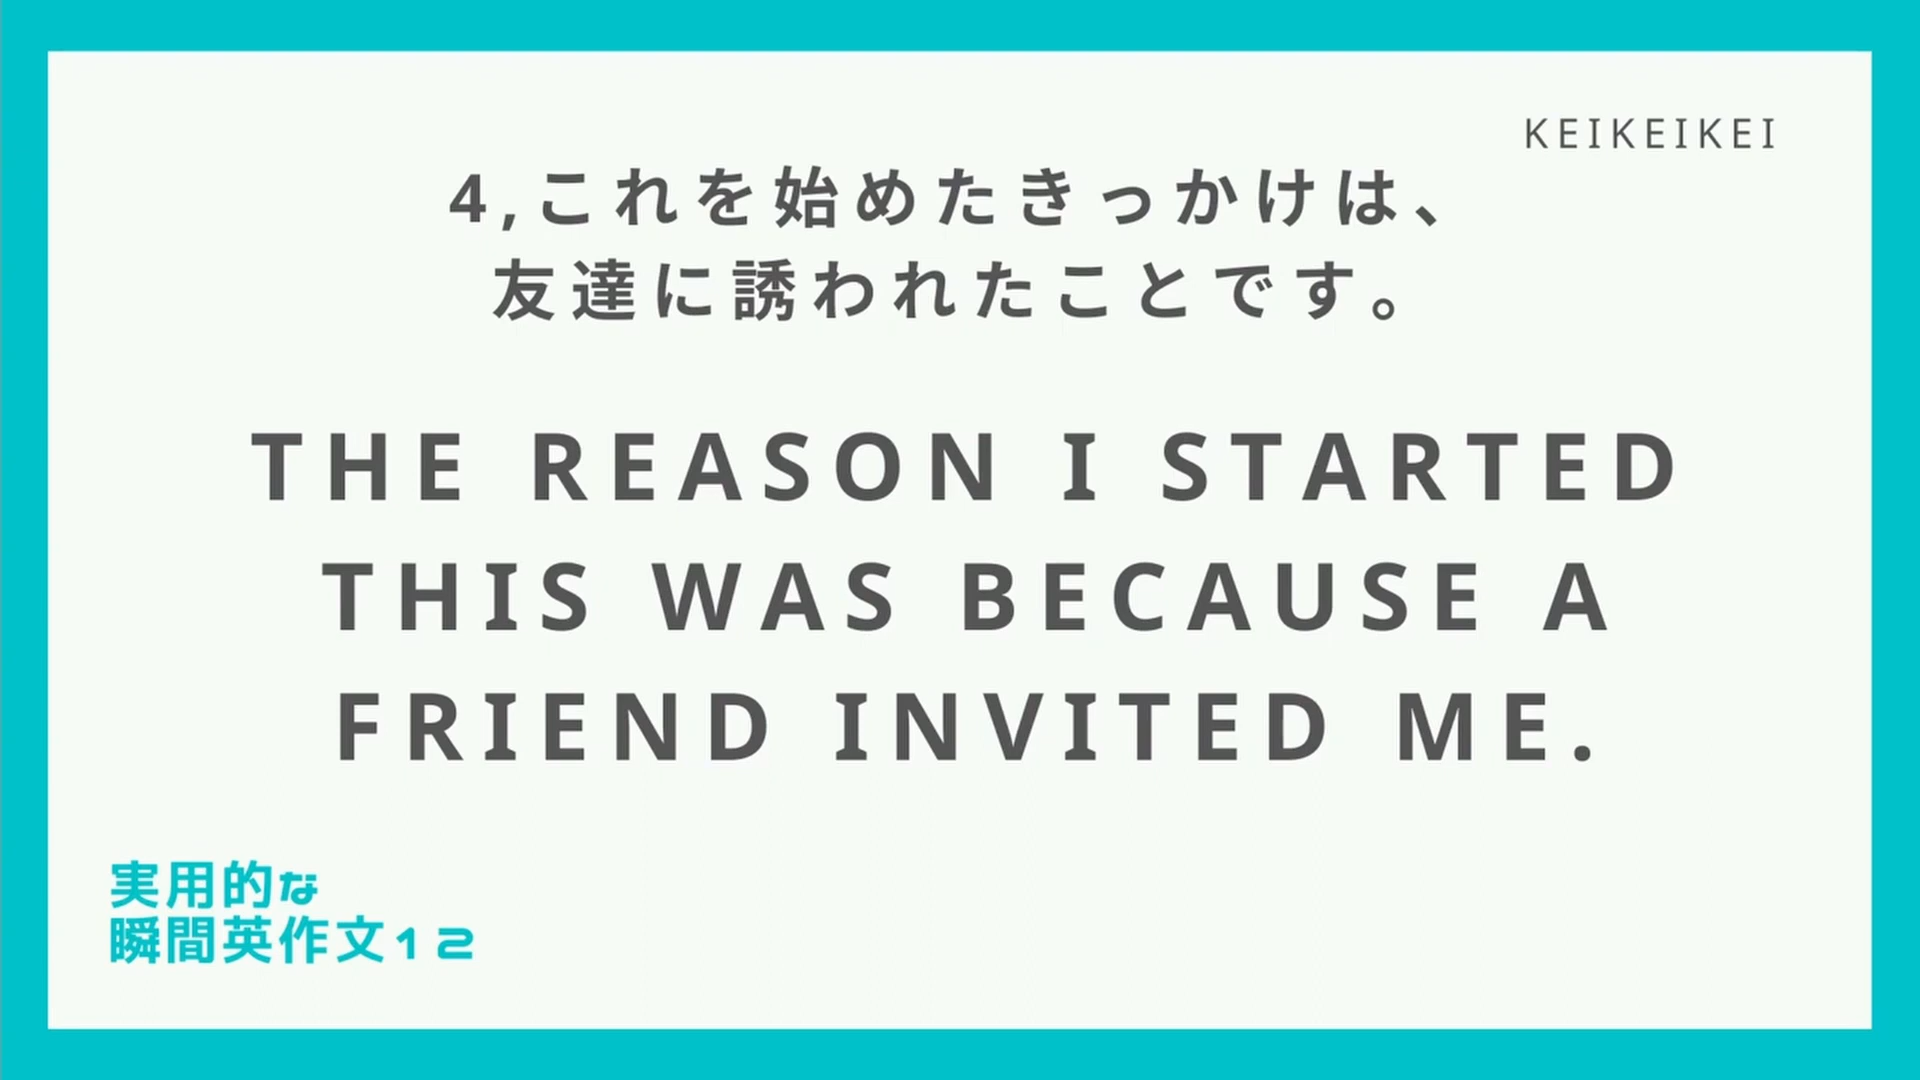 KEIKEIKEI
4,これを始めたきっかけは、
友達に誘われたことです。
THE REASON I STARTED
THIS WAS BECAUSE A
FRIEND INVITED ME.
実用的な
瞬間英作文12